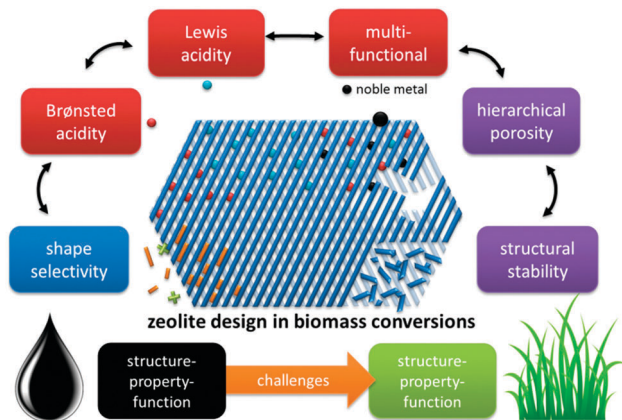 Lewis
acidity
multi-
functional
noble metal
Brønsted
acidity
hierarchical
porosity
shape
selectivity
structural
stability
zeolite design in biomass conversions
structure-
property-
function
challenges
structure-
property-
function